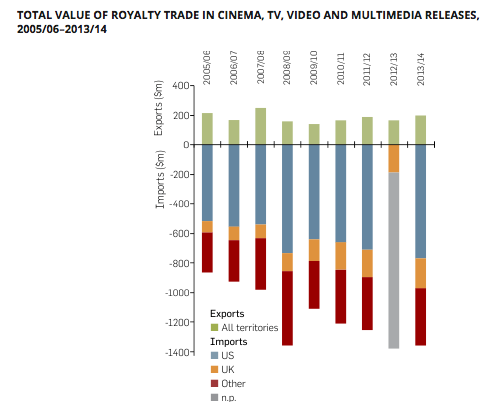 TOTAL VALUE OF ROYALTY TRADE IN CINEMA, TV, VIDEO AND MULTIMEDIA RELEASES,
2005/06–2013/14
2005/06
2006/07
2007/08
2008/09
2009/10
2010/11
2011/12
2012/13
2013/14
Exports ($m)
Imports ($m)
400
200
0
-200
-400
-600
-800
-1000
-1200
-1400
Exports
All territories
Imports
US
UK
Other
n.p.